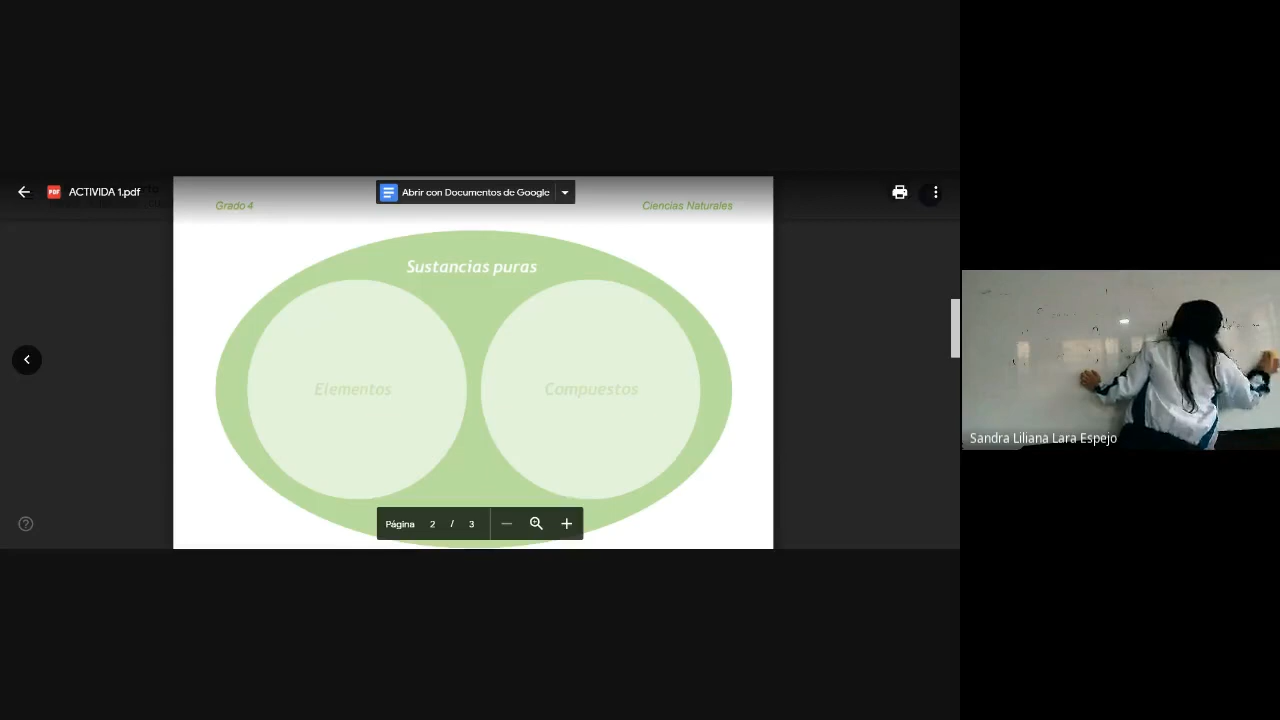 ACTIVIDA 1.pdf
Abrir con Documentos de Google
Grado 4
Ciencias Naturales
Sustancias puras
Elementos
Compuestos
Página 2 / 3
Sandra Liliana Lara Espejo